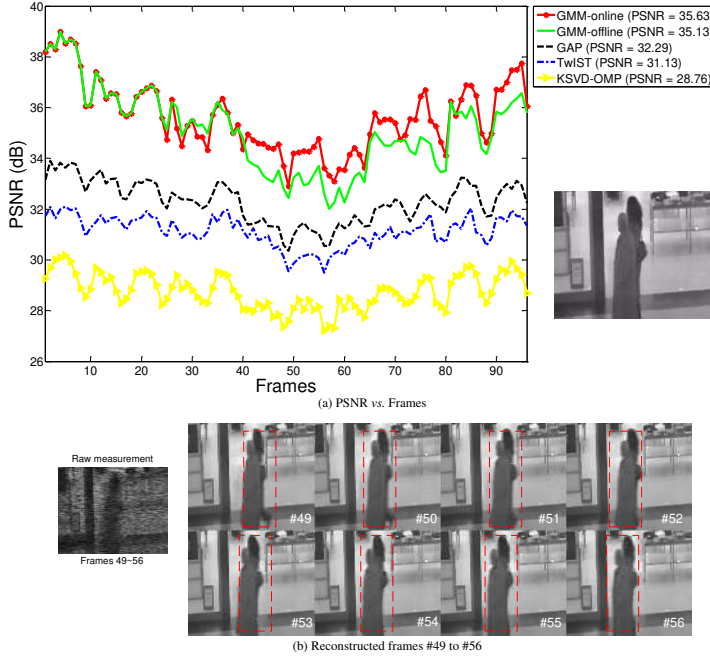 40
38
36
34
32
30
28
26
PSNR (dB)
10 20 30 40 50 60 70 80 90
Frames
GMM-online (PSNR = 35.63)
GMM-offline (PSNR = 35.13)
GAP (PSNR = 32.29)
TwIST (PSNR = 31.13)
KSVD-OMP (PSNR = 28.76)
(a) PSNR vs. Frames
Raw measurement
Frames 49~56
#49 #50 #51 #52
#53 #54 #55 #56
(b) Reconstructed frames #49 to #56